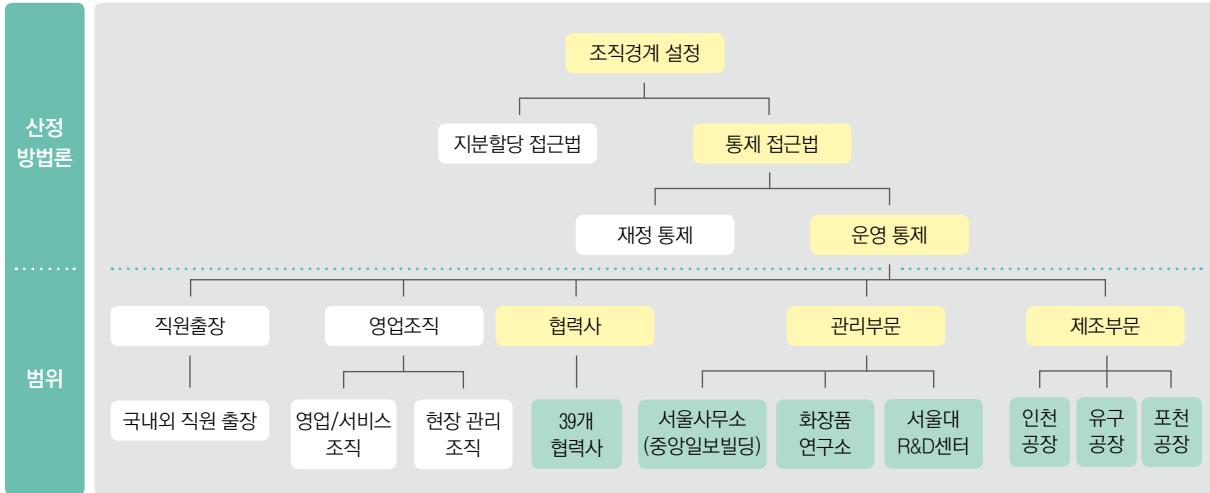 산정
방법론
조직경계 설정
지분할당 접근법
통제 접근법
재정 통제
운영 통제
범위
직원출장
영업조직
협력사
관리부문
제조부문
국내외 직원 출장
영업/서비스
조직
현장 관리
조직
39개
협력사
서울사무소
(중앙일보빌딩)
화장품
연구소
서울대
R&D센터
인천
공장
유구
공장
포천
공장